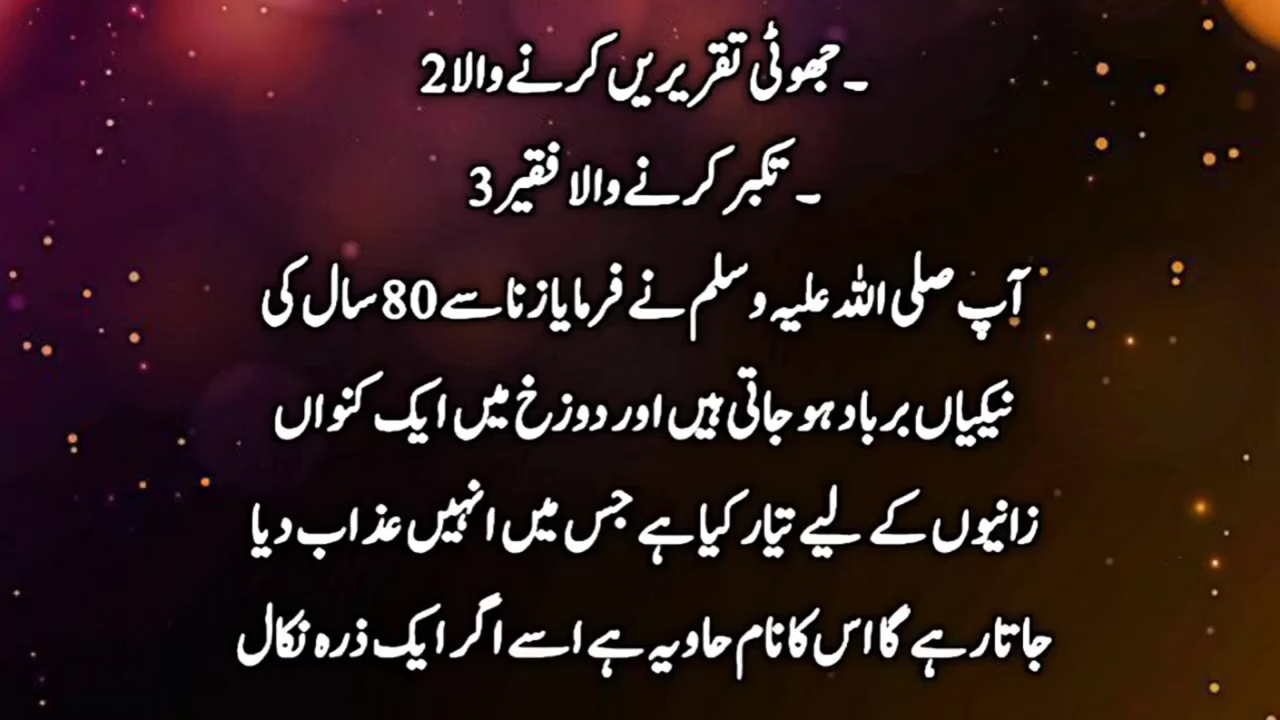 ۔ جھوٹی تقریریں کرنے والا2
۔ تکبر کرنے والا فقیر3
آپ صلی اللہ علیہ وسلم نے فرمایا زنا سے 80 سال کی
نیکیاں برباد ہو جاتی ہیں اور دوزخ میں ایک کنواں
زانیوں کے لیے تیار کیا ہے جس میں انہیں عذاب دیا
جاتا رہے گا اس کا نام حاویہ ہے اسے اگر ایک ذرہ نکال